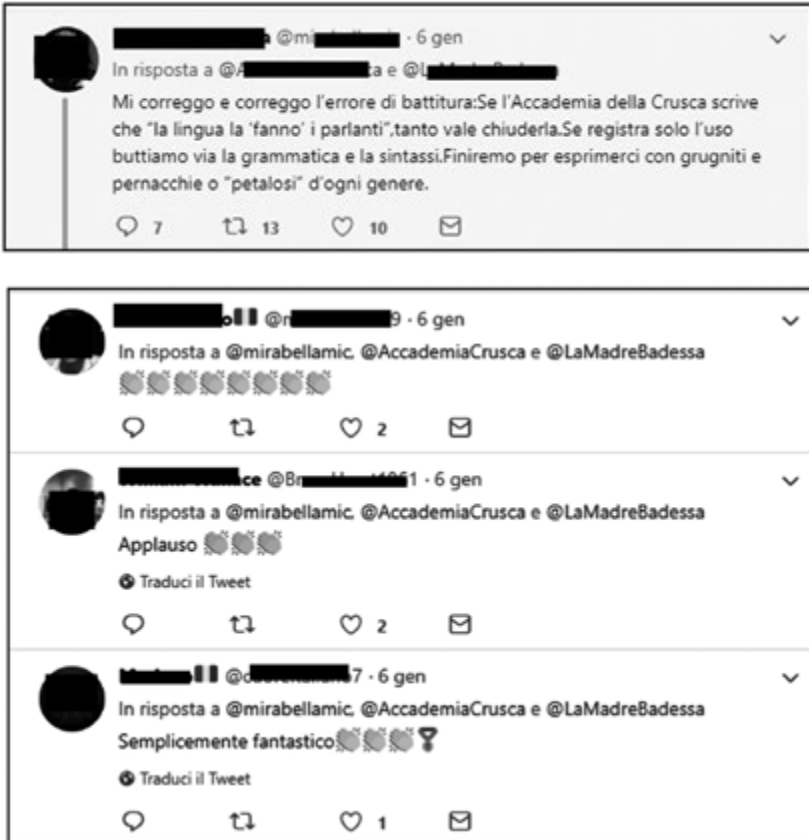 · 6 gen
In risposta a e
Mi correggo e correggo l'errore di battitura:Se l'Accademia della Crusca scrive
che "la lingua la 'fanno' i parlanti",tanto vale chiuderla.Se registra solo l'uso
buttiamo via la grammatica e la sintassi.Finiremo per esprimerci con grugniti e
pernacchie o "petalosi" d'ogni genere.
7 13 10
· 6 gen
In risposta a @mirabellamic, @AccademiaCrusca e @LaMadreBadessa
2
· 6 gen
In risposta a @mirabellamic, @AccademiaCrusca e @LaMadreBadessa
Applauso
Traduci il Tweet
2
· 6 gen
In risposta a @mirabellamic, @AccademiaCrusca e @LaMadreBadessa
Semplicemente fantastico
Traduci il Tweet
1